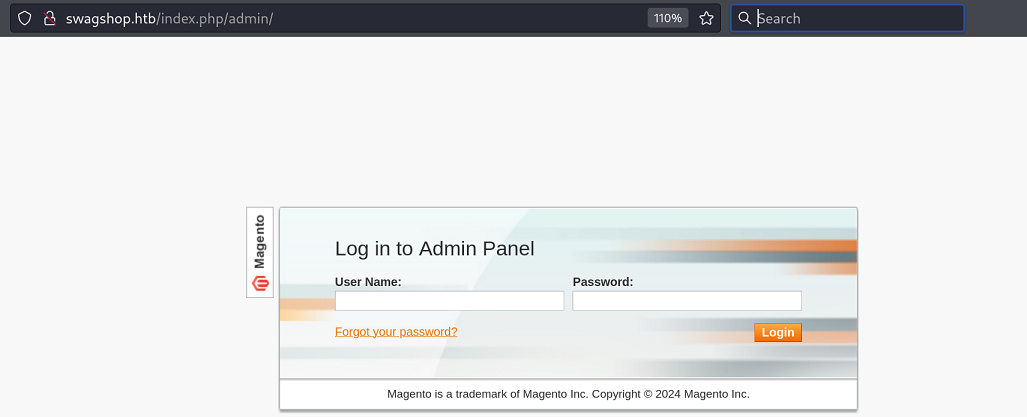 swagshop.htb/index.php/admin/
110%
Search
Magento
Log in to Admin Panel
User Name:
Password:
Forgot your password?
Login
Magento is a trademark of Magento Inc. Copyright © 2024 Magento Inc.